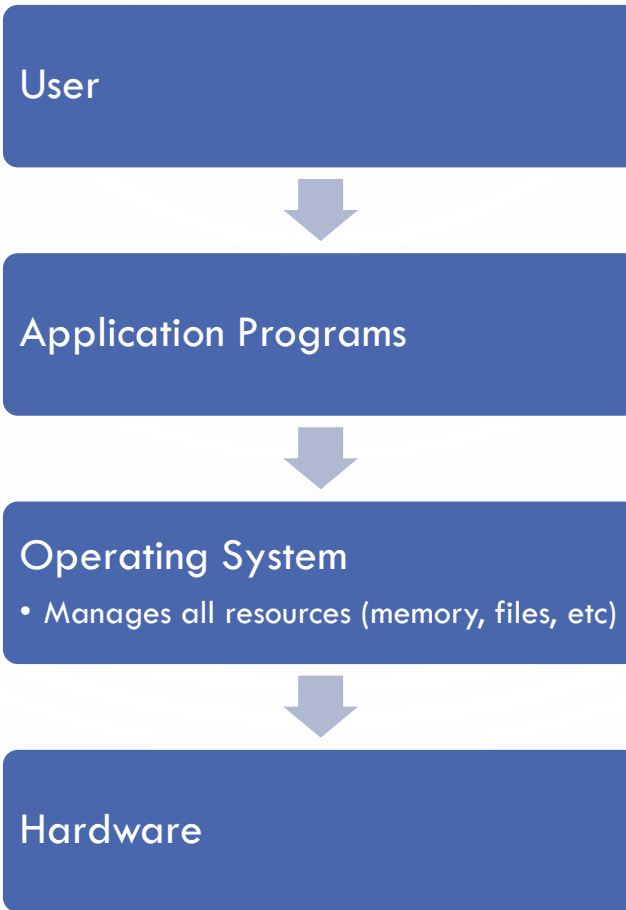 User
Application Programs
Operating System
• Manages all resources (memory, files, etc)
Hardware